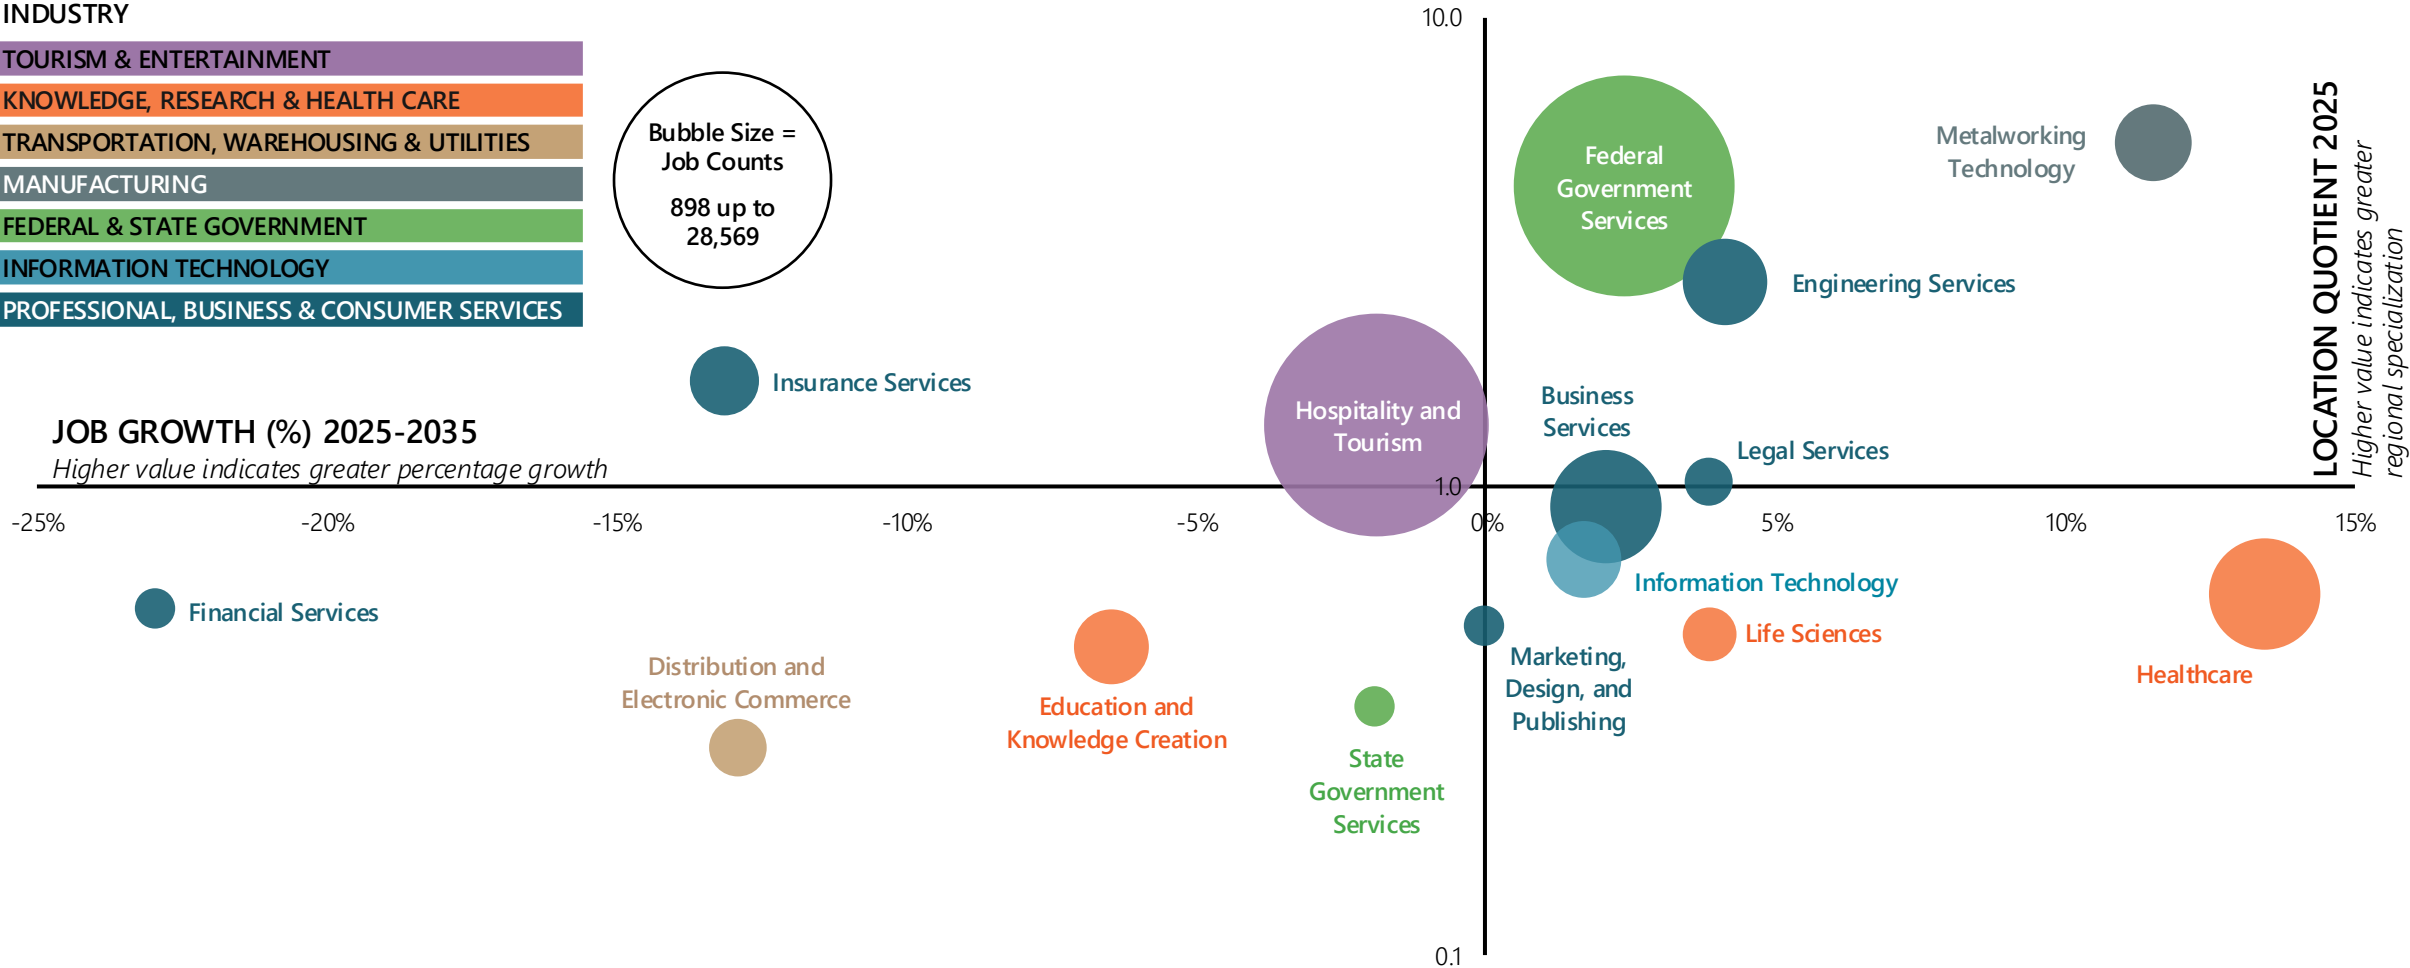 INDUSTRY
TOURISM & ENTERTAINMENT
KNOWLEDGE, RESEARCH & HEALTH CARE
TRANSPORTATION, WAREHOUSING & UTILITIES
MANUFACTURING
FEDERAL & STATE GOVERNMENT
INFORMATION TECHNOLOGY
PROFESSIONAL, BUSINESS & CONSUMER SERVICES
Bubble Size =
Job Counts
898 up to
28,569
10.0
Federal
Government
Services
Metalworking
Technology
Engineering Services
LOCATION QUOTIENT 2025
Higher value indicates greater
regional specialization
Insurance Services
Hospitality and
Tourism
Business
Services
Legal Services
JOB GROWTH (%) 2025-2035
Higher value indicates greater percentage growth
1.0
-25%
-20%
-15%
-10%
-5%
0%
5%
10%
15%
Financial Services
Information Technology
Life Sciences
Healthcare
Distribution and
Electronic Commerce
Education and
Knowledge Creation
Marketing,
Design, and
Publishing
State
Government
Services
0.1